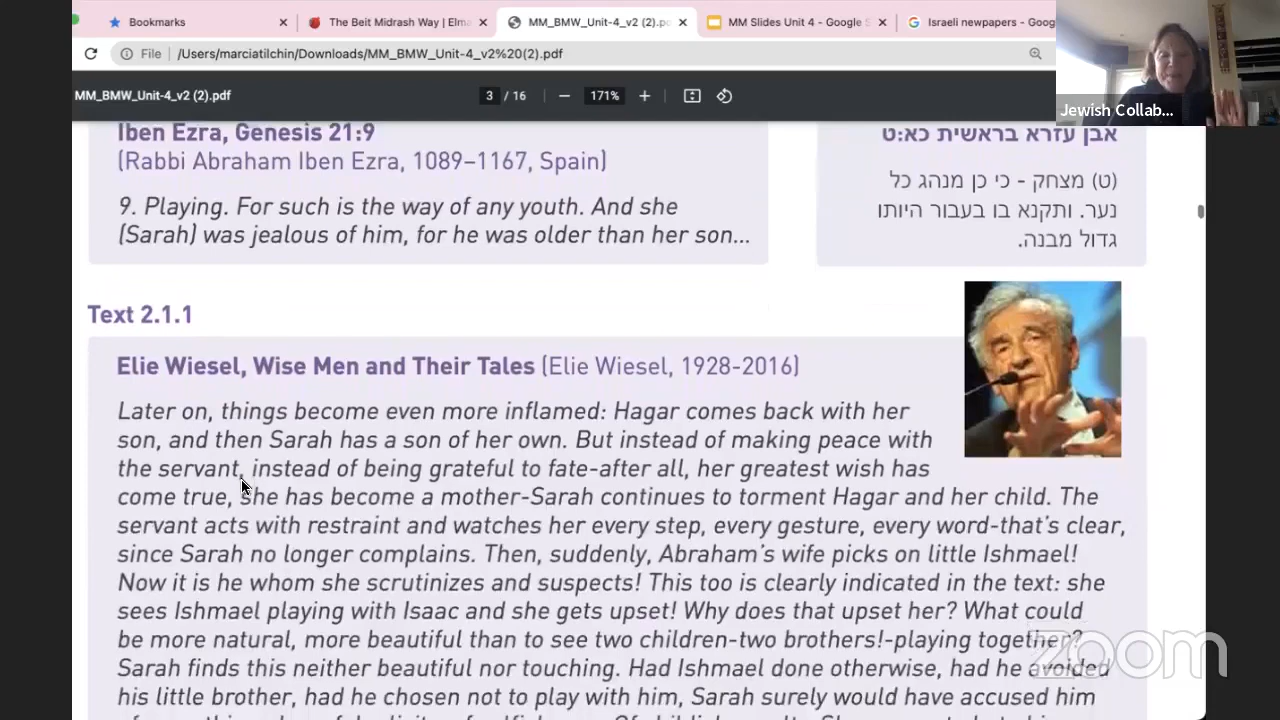 Bookmarks
The Beit Midrash Way | Elma
MM_BMW_Unit-4_v2 (2).p
MM Slides Unit 4 - Google S
Israeli newpapers - Goog
File
/Users/marciatilchin/Downloads/MM_BMW_Unit-4_v2%20(2).pdf
Jewish Collab...
MM_BMW_Unit-4_v2 (2).pdf
3 / 16
171%
Iben Ezra, Genesis 21:9
(Rabbi Abraham Iben Ezra, 1089–1167, Spain)
9. Playing. For such is the way of any youth. And she
(Sarah) was jealous of him, for he was older than her son...
אבן עזרא בראשית כא:ט
(ט) מצחק - כי כן מנהג כל
נער. ותקנא בו בעבור היותו
גדול מבנה.
Text 2.1.1
Elie Wiesel, Wise Men and Their Tales (Elie Wiesel, 1928-2016)
Later on, things become even more inflamed: Hagar comes back with her
son, and then Sarah has a son of her own. But instead of making peace with
the servant, instead of being grateful to fate-after all, her greatest wish has
come true, she has become a mother-Sarah continues to torment Hagar and her child. The
servant acts with restraint and watches her every step, every gesture, every word-that's clear,
since Sarah no longer complains. Then, suddenly, Abraham's wife picks on little Ishmael!
Now it is he whom she scrutinizes and suspects! This too is clearly indicated in the text: she
sees Ishmael playing with Isaac and she gets upset! Why does that upset her? What could
be more natural, more beautiful than to see two children-two brothers!-playing together?
Sarah finds this neither beautiful nor touching. Had Ishmael done otherwise, had he avoided
his little brother, had he chosen not to play with him, Sarah surely would have accused him
zoom